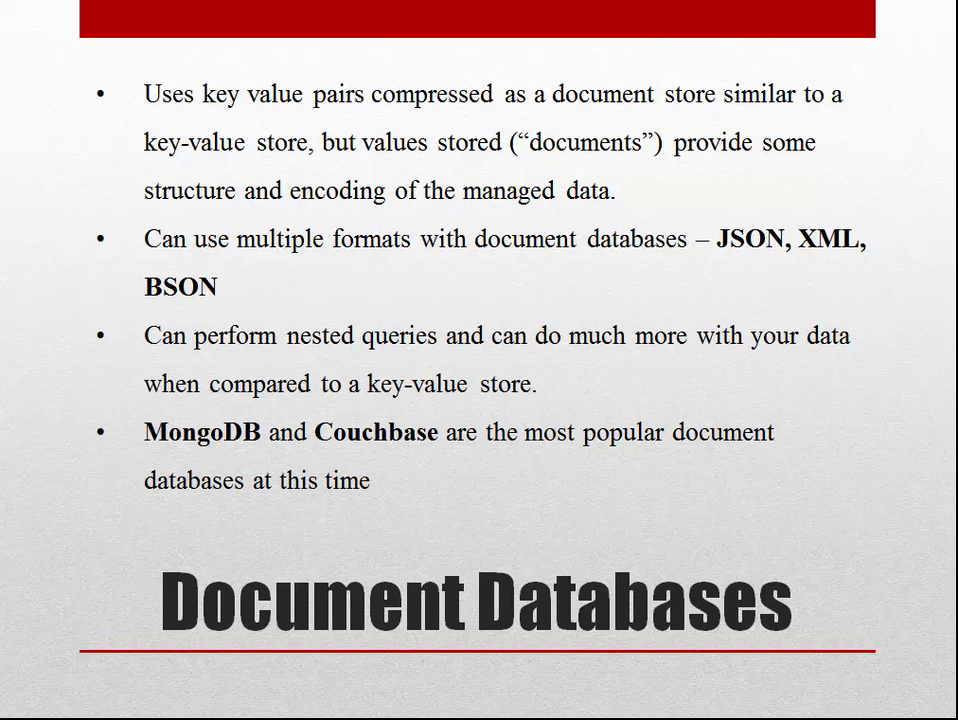 • Uses key value pairs compressed as a document store similar to a
key-value store, but values stored (“documents”) provide some
structure and encoding of the managed data.
• Can use multiple formats with document databases – JSON, XML,
BSON
• Can perform nested queries and can do much more with your data
when compared to a key-value store.
• MongoDB and Couchbase are the most popular document
databases at this time
Document Databases